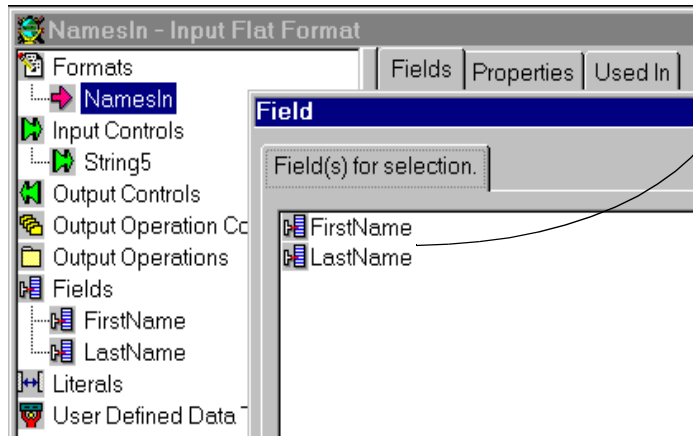 NamesIn - Input Flat Format
Formats
NamesIn
Input Controls
String5
Output Controls
Output Operation Co
Output Operations
Fields
FirstName
LastName
Literals
User Defined Data T
Fields Properties Used In
Field
Field(s) for selection.
FirstName
LastName